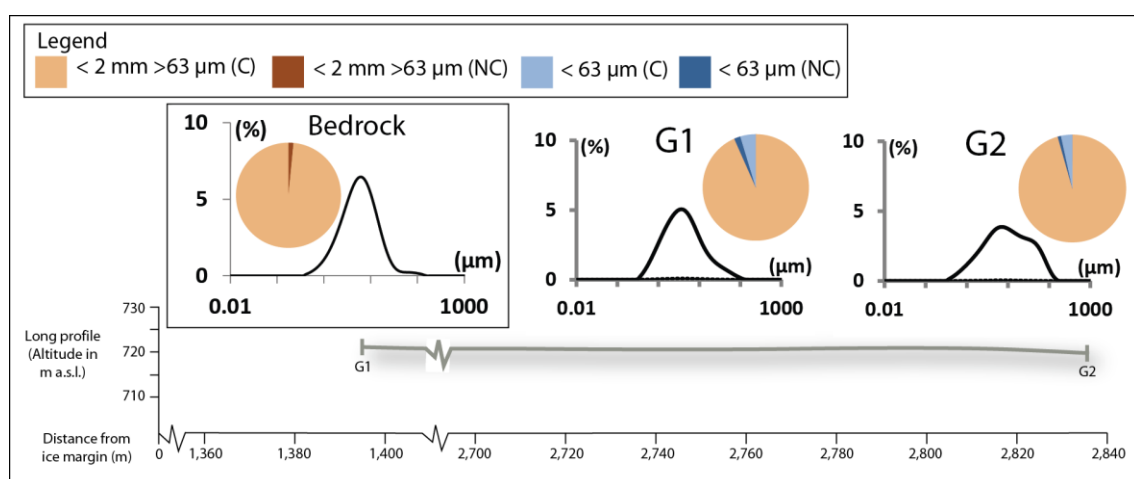 Legend
< 2 mm >63 µm (C) < 2 mm >63 µm (NC) < 63 µm (C) < 63 µm (NC)
Bedrock
10 (%)
5
0 (µm)
0.01 1000
G1
10 (%)
5
0 (µm)
0.01 1000
G2
10 (%)
5
0 (µm)
0.01 1000
730
Long profile
(Altitude in
m a.s.l.)
720
710
G1 G2
Distance from
ice margin (m)
0 1,360 1,380 1,400 2,700 2,720 2,740 2,760 2,780 2,800 2,820 2,840